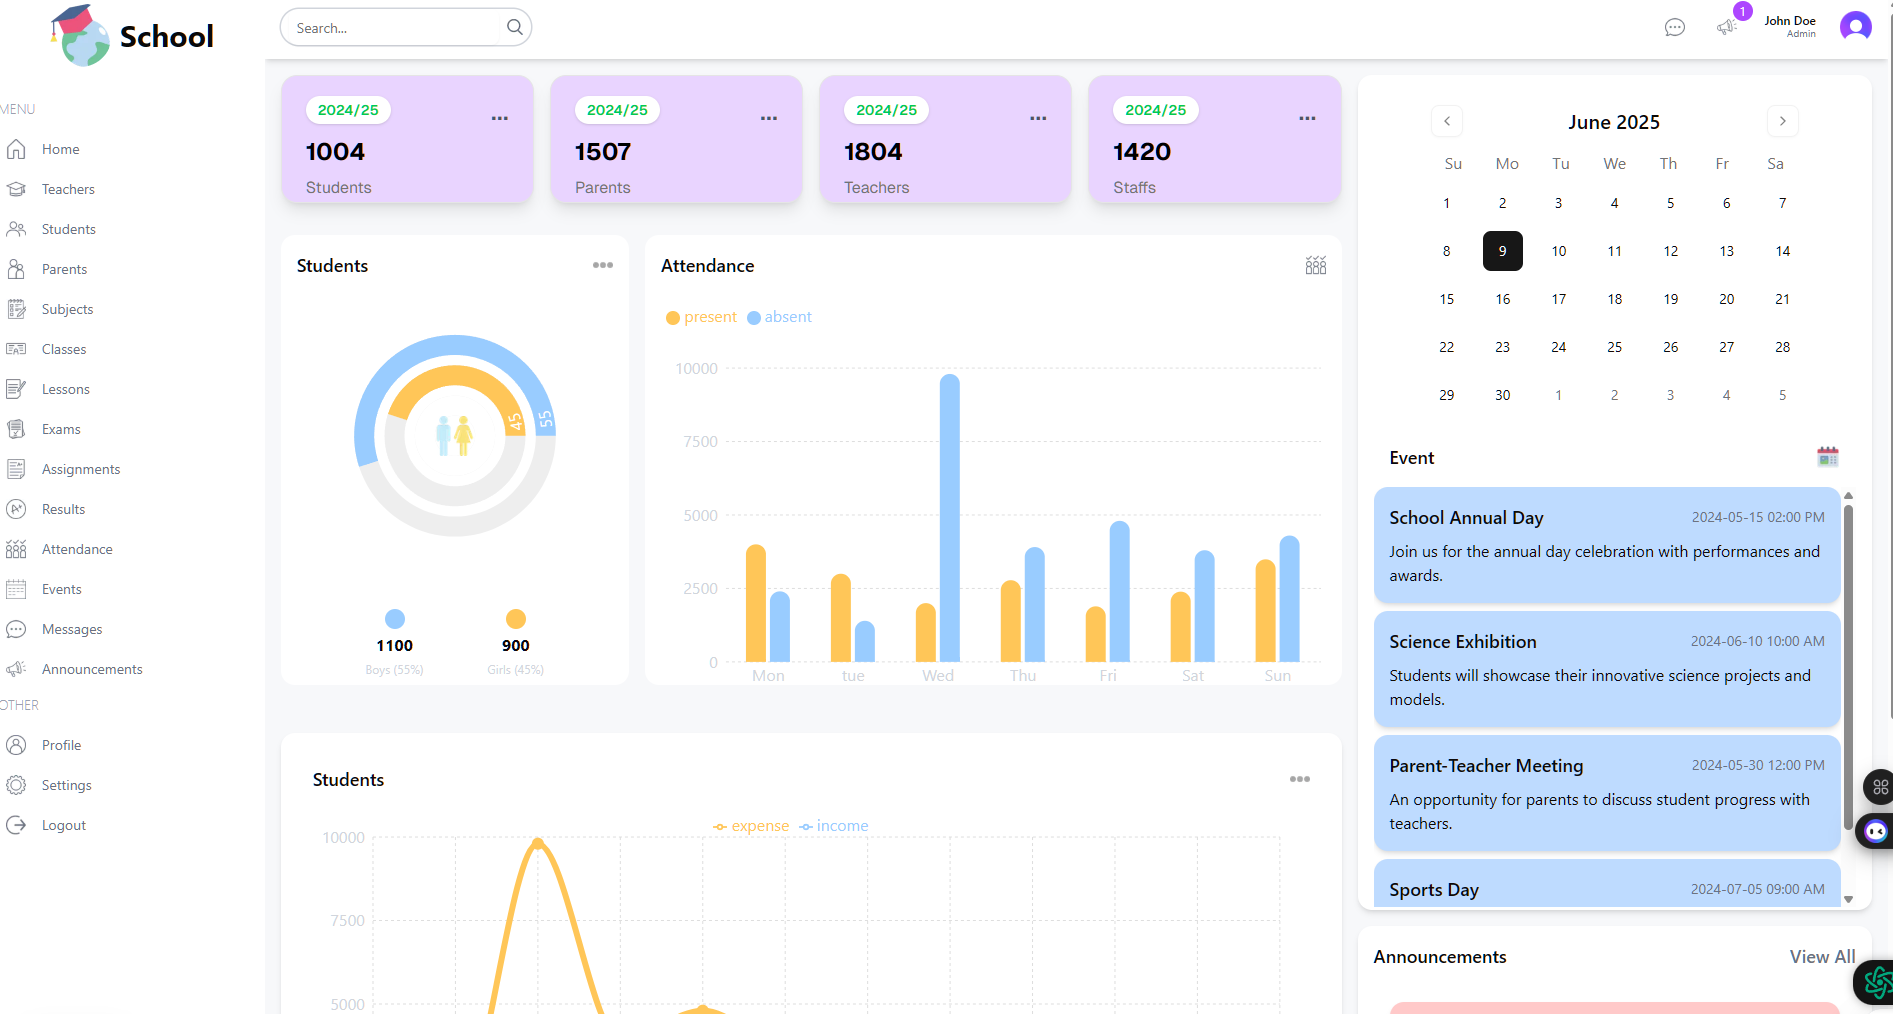 School
Search...
1
John Doe
Admin
MENU
Home
Teachers
Students
Parents
Subjects
Classes
Lessons
Exams
Assignments
Results
Attendance
Events
Messages
Announcements
OTHER
Profile
Settings
Logout
2024/25
...
1004
Students
2024/25
...
1507
Parents
2024/25
...
1804
Teachers
2024/25
...
1420
Staffs
Students
45
55
1100
Boys (55%)
900
Girls (45%)
Attendance
present absent
10000
7500
5000
2500
0
Mon tue Wed Thu Fri Sat Sun
Students
expense income
10000
7500
5000
June 2025
Su Mo Tu We Th Fr Sa
1 2 3 4 5 6 7
8 9 10 11 12 13 14
15 16 17 18 19 20 21
22 23 24 25 26 27 28
29 30 1 2 3 4 5
Event
School Annual Day 2024-05-15 02:00 PM
Join us for the annual day celebration with performances and
awards.
Science Exhibition 2024-06-10 10:00 AM
Students will showcase their innovative science projects and
models.
Parent-Teacher Meeting 2024-05-30 12:00 PM
An opportunity for parents to discuss student progress with
teachers.
Sports Day 2024-07-05 09:00 AM
Announcements View All